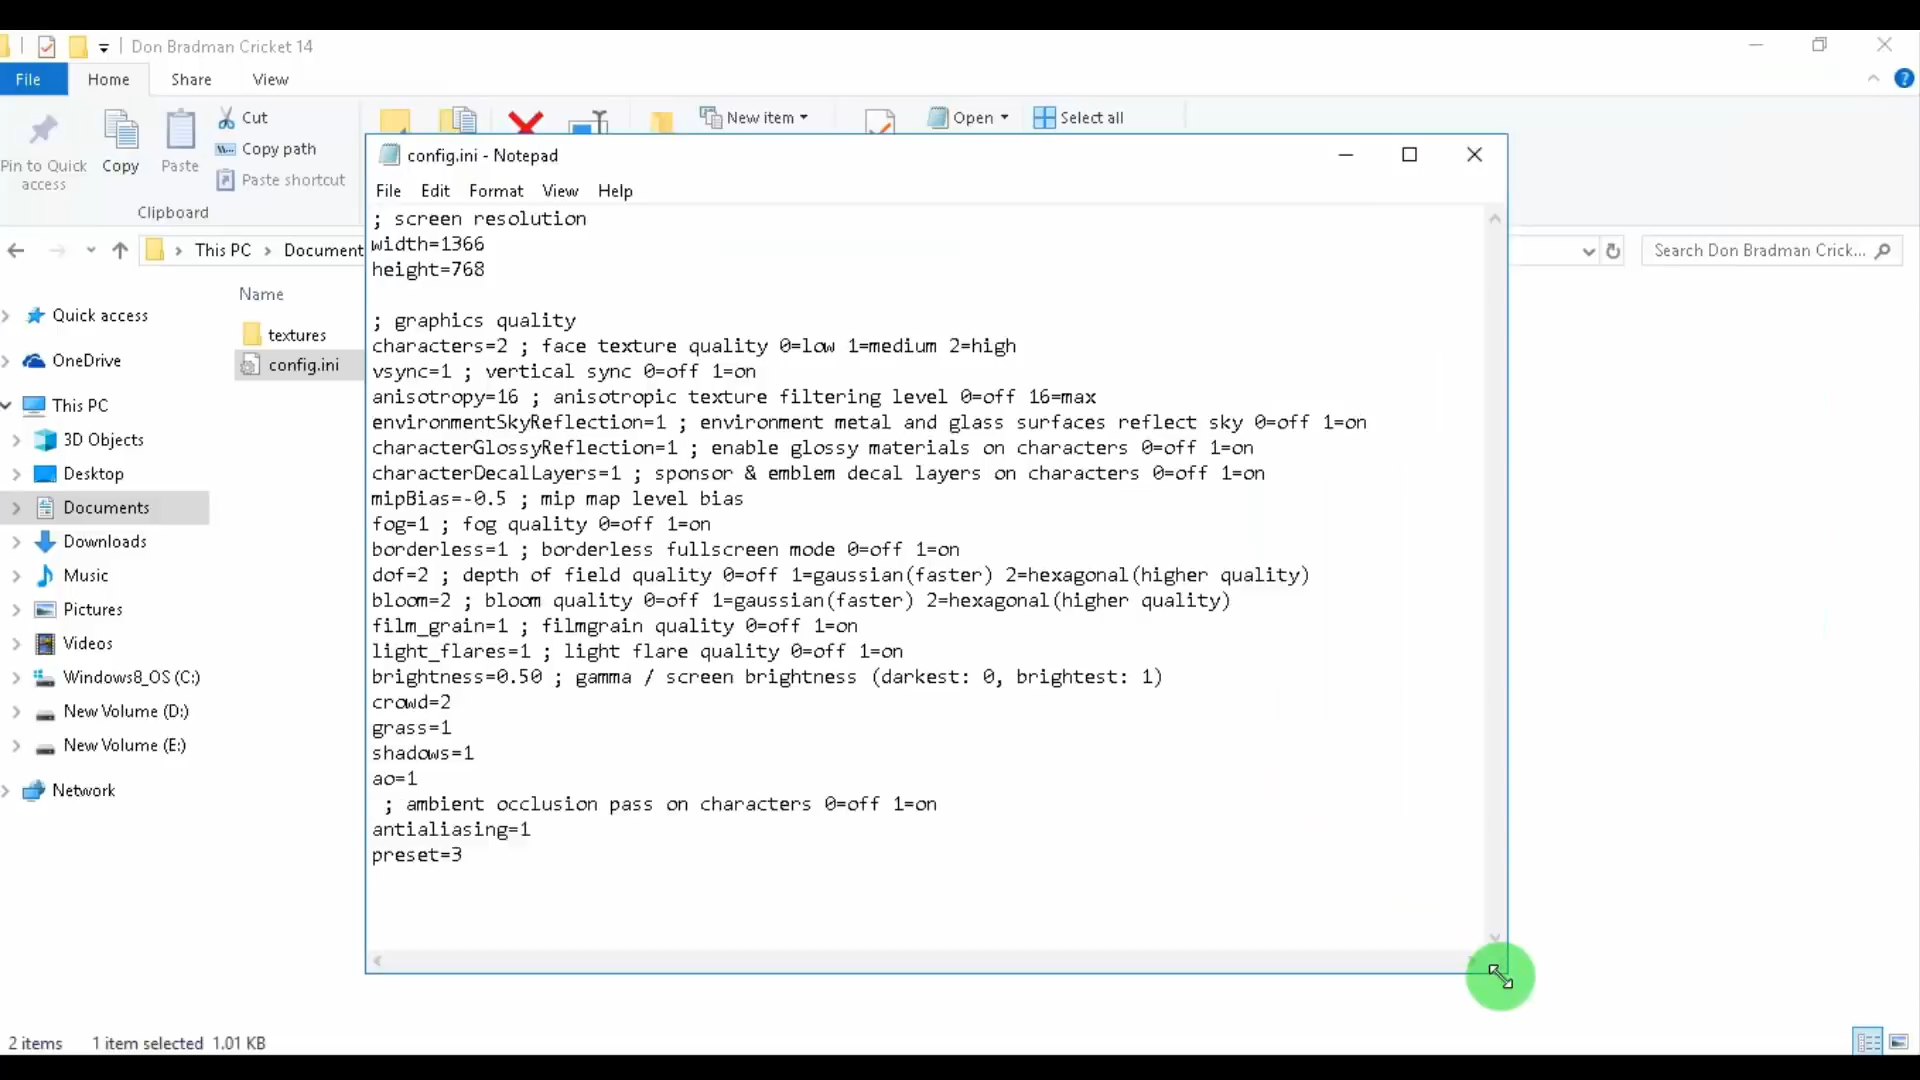 Don Bradman Cricket 14
File Home Share View
Pin to Quick access
Copy
Paste
Cut
Copy path
Paste shortcut
New item
Open
Select all
Clipboard
This PC Document
Search Don Bradman Crick...
Name
textures
config.ini
Quick access
OneDrive
This PC
3D Objects
Desktop
Documents
Downloads
Music
Pictures
Videos
Windows8_OS (C:)
New Volume (D:)
New Volume (E:)
Network
config.ini - Notepad
File Edit Format View Help
; screen resolution
width=1366
height=768
; graphics quality
characters=2 ; face texture quality 0=low 1=medium 2=high
vsync=1 ; vertical sync 0=off 1=on
anisotropy=16 ; anisotropic texture filtering level 0=off 16=max
environmentSkyReflection=1 ; environment metal and glass surfaces reflect sky 0=off 1=on
characterGlossyReflection=1 ; enable glossy materials on characters 0=off 1=on
characterDecalLayers=1 ; sponsor & emblem decal layers on characters 0=off 1=on
mipBias=-0.5 ; mip map level bias
fog=1 ; fog quality 0=off 1=on
borderless=1 ; borderless fullscreen mode 0=off 1=on
dof=2 ; depth of field quality 0=off 1=gaussian(faster) 2=hexagonal(higher quality)
bloom=2 ; bloom quality 0=off 1=gaussian(faster) 2=hexagonal(higher quality)
film_grain=1 ; filmgrain quality 0=off 1=on
light_flares=1 ; light flare quality 0=off 1=on
brightness=0.50 ; gamma / screen brightness (darkest: 0, brightest: 1)
crowd=2
grass=1
shadows=1
ao=1
; ambient occlusion pass on characters 0=off 1=on
antialiasing=1
preset=3
2 items 1 item selected 1.01 KB